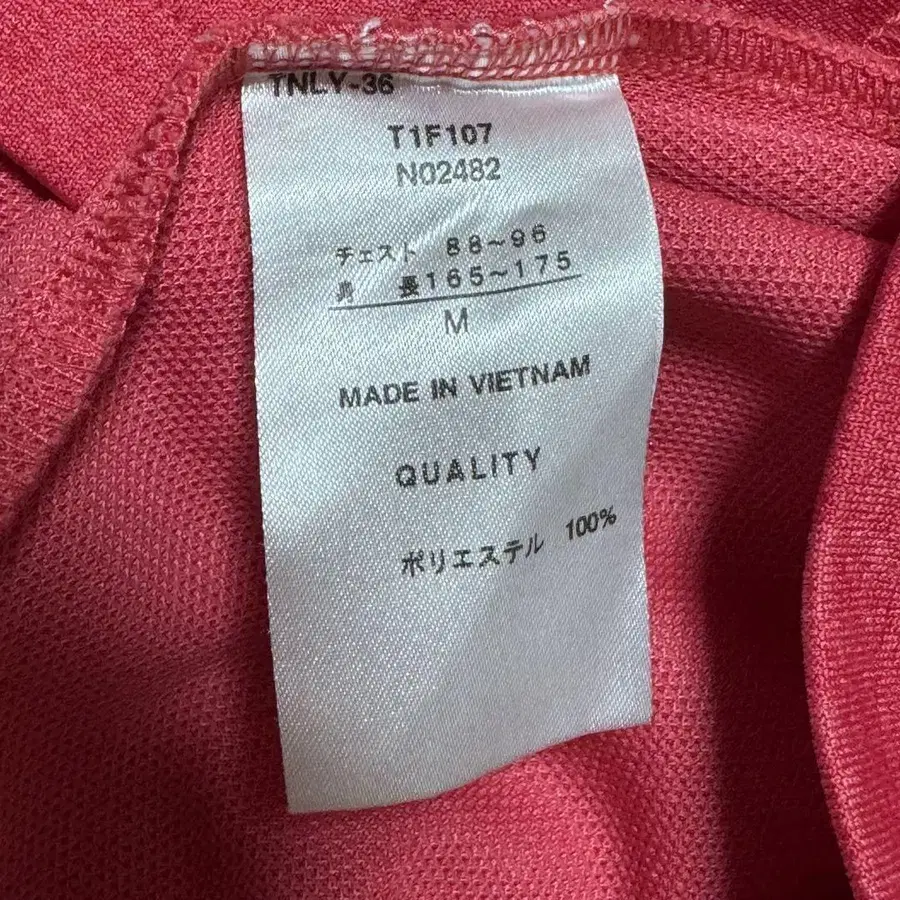 TNLY-36
T1F107
N02482
チェスト 88~96
身 長165~175
M
MADE IN VIETNAM
QUALITY
ポリエステル 100%